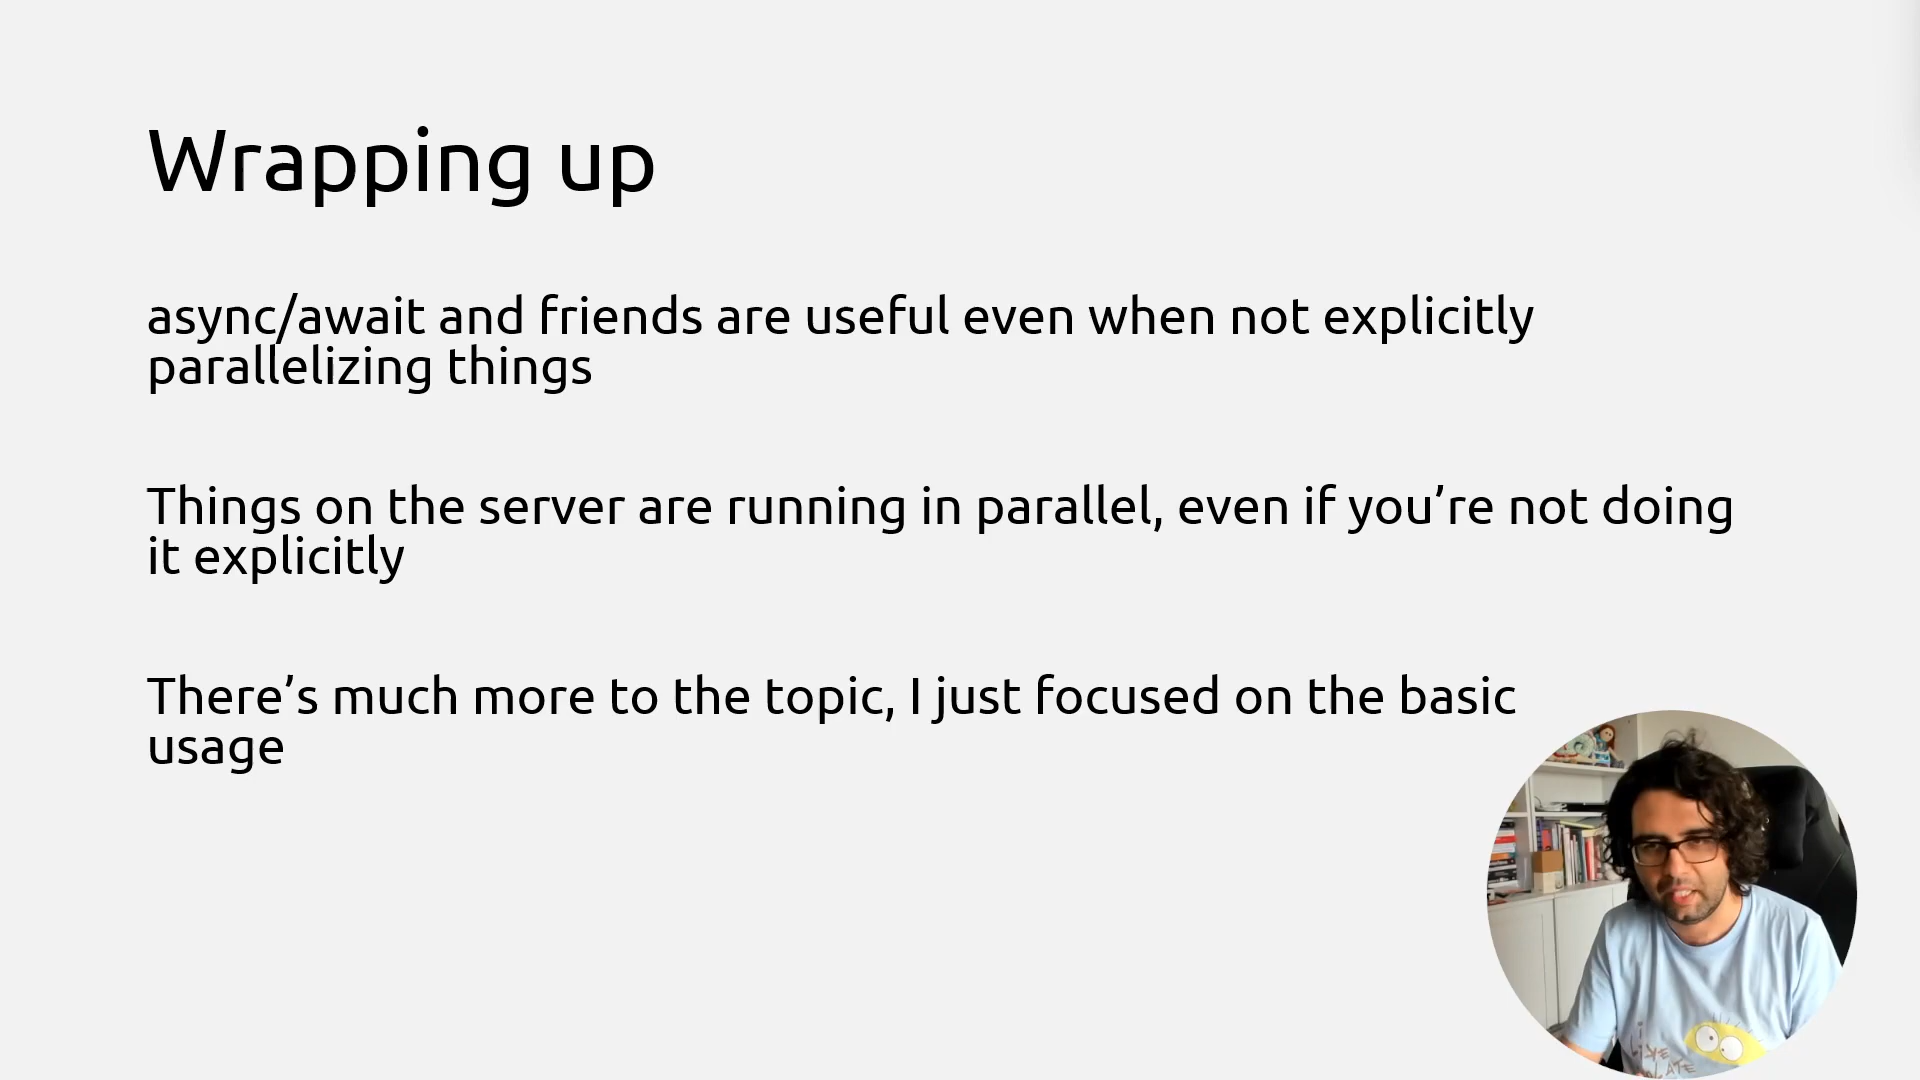 Wrapping up
async/await and friends are useful even when not explicitly
parallelizing things
Things on the server are running in parallel, even if you’re not doing
it explicitly
There’s much more to the topic, I just focused on the basic
usage